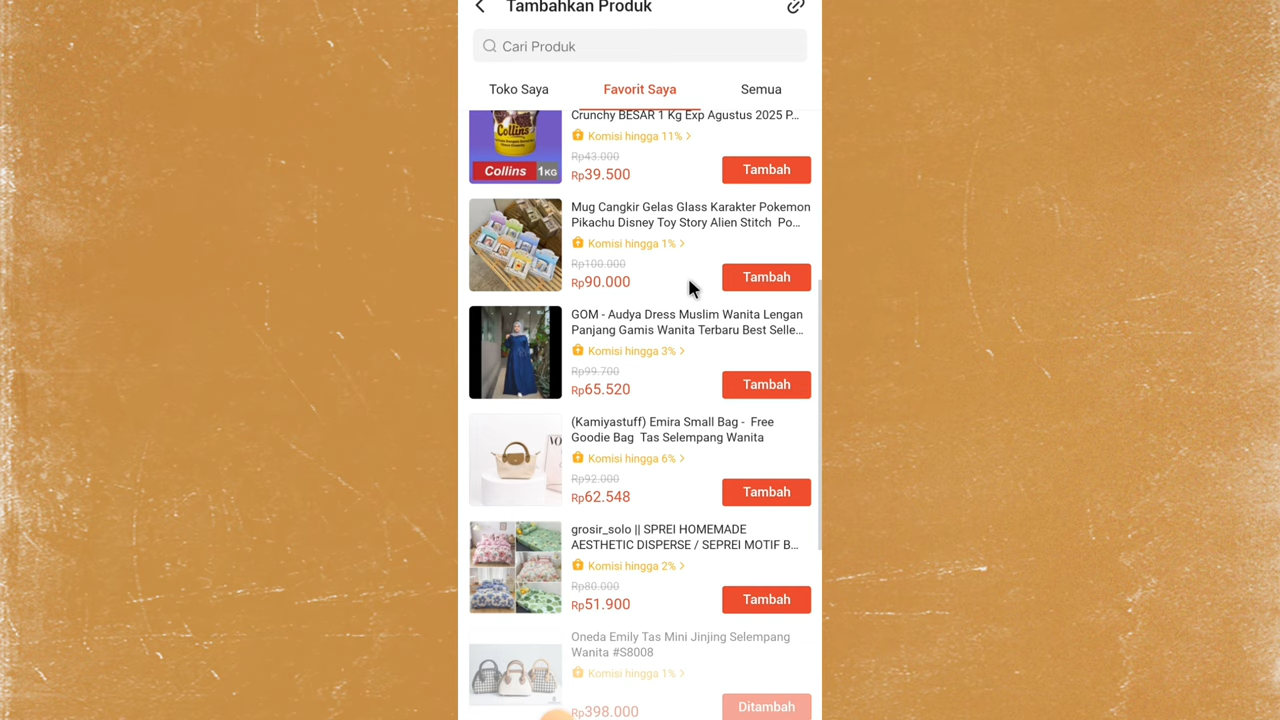 Tambahkan Produk
Cari Produk
Toko Saya
Favorit Saya
Semua
Collins
Collins 1KG
Crunchy BESAR 1 Kg Exp Agustus 2025 P...
Komisi hingga 11% >
Rp43.000
Rp39.500
Tambah
Mug Cangkir Gelas Glass Karakter Pokemon
Pikachu Disney Toy Story Alien Stitch Po...
Komisi hingga 1% >
Rp100.000
Rp90.000
Tambah
GOM - Audya Dress Muslim Wanita Lengan
Panjang Gamis Wanita Terbaru Best Selle...
Komisi hingga 3% >
Rp99.700
Rp65.520
Tambah
(Kamiyastuff) Emira Small Bag - Free
Goodie Bag Tas Selempang Wanita
Komisi hingga 6% >
Rp92.000
Rp62.548
Tambah
grosir_solo || SPREI HOMEMADE
AESTHETIC DISPERSE / SEPREI MOTIF B...
Komisi hingga 2% >
Rp80.000
Rp51.900
Tambah
Oneda Emily Tas Mini Jinjing Selempang
Wanita #S8008
Komisi hingga 1% >
Rp398.000
Ditambah